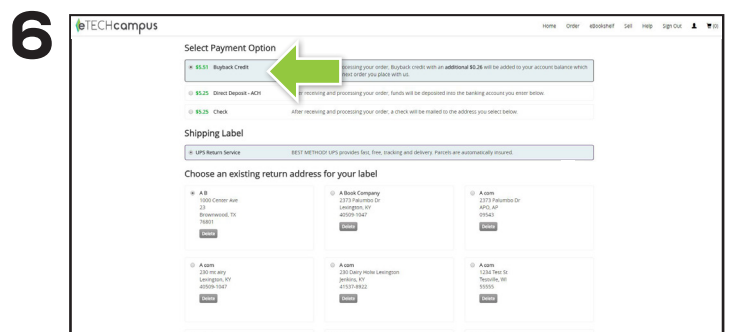 6
eTECHcampus
Home Order eBookshelf Sell Help Sign Out (0)
Select Payment Option
$5.51 Buyback Credit
cessing your order, Buyback credit with an additional $0.26 will be added to your account balance which
next order you place with us.
$5.25 Direct Deposit - ACH After receiving and processing your order, funds will be deposited into the banking account you enter below.
$5.25 Check After receiving and processing your order, a check will be mailed to the address you select below.
Shipping Label
UPS Return Service BEST METHOD! UPS provides fast, free, tracking and delivery. Parcels are automatically insured.
Choose an existing return address for your label
A B
1000 Center Ave
23
Brownwood, TX
76801
Delete
A Book Company
2373 Palumbo Dr
Lexington, KY
40509-1047
Delete
A com
2373 Palumbo Dr
APO, AP
09543
Delete
A com
230 mt airy
Lexington, KY
40509-1047
Delete
A com
230 Dairy Hollw Lexington
Jenkins, KY
41537-8922
Delete
A com
1234 Test St
Testville, WI
55555
Delete